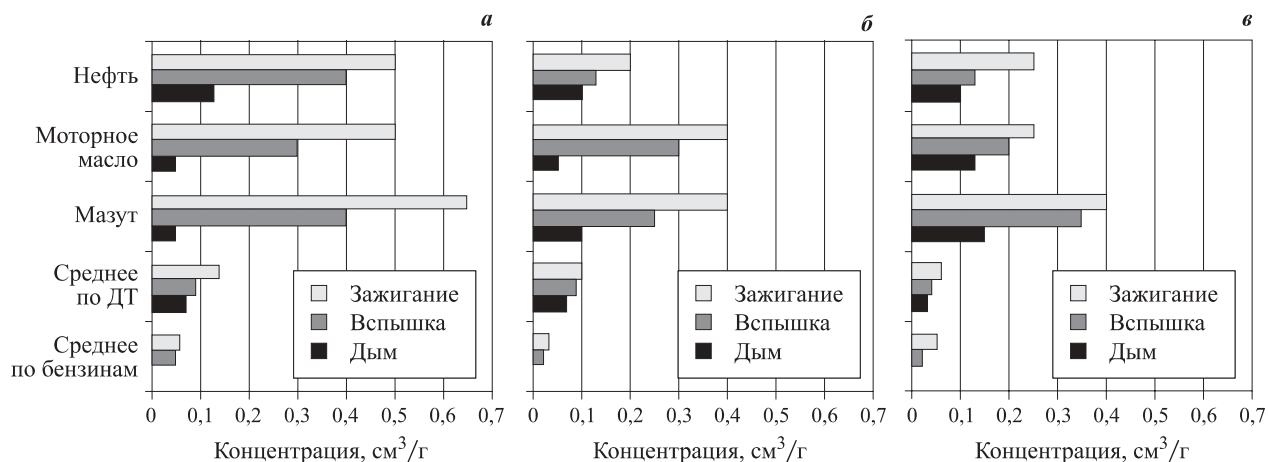 а
Нефть
Моторное
масло
Мазут
Среднее
по ДТ
Среднее
по бензинам
Зажигание
Вспышка
Дым
0 0,1 0,2 0,3 0,4 0,5 0,6 0,7
Концентрация, см³/г
б
Зажигание
Вспышка
Дым
0 0,1 0,2 0,3 0,4 0,5 0,6 0,7
Концентрация, см³/г
в
Зажигание
Вспышка
Дым
0 0,1 0,2 0,3 0,4 0,5 0,6 0,7
Концентрация, см³/г